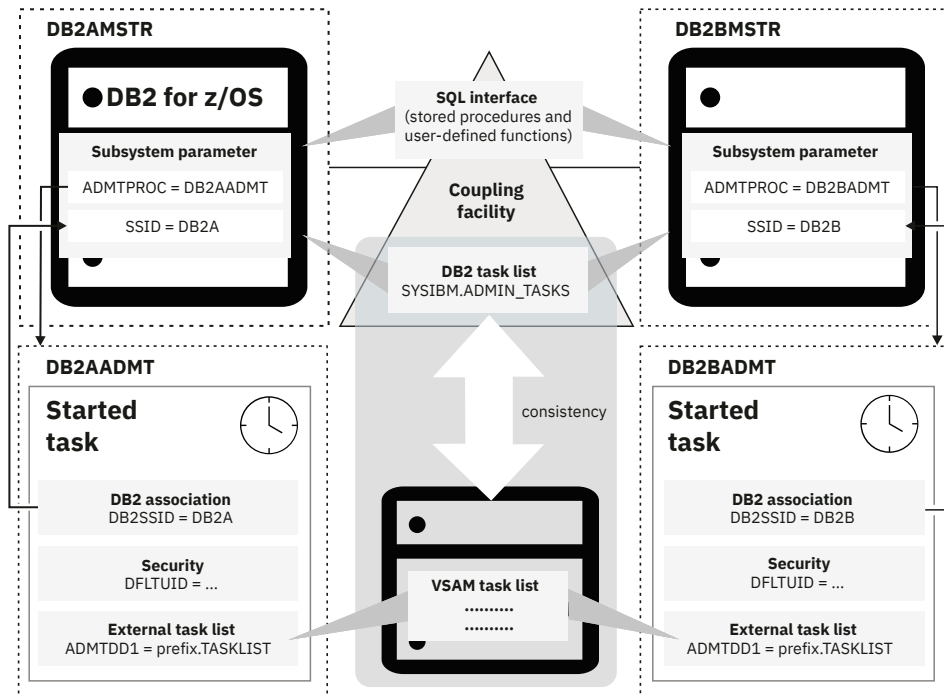 DB2AMSTR
DB2 for z/OS
Subsystem parameter
ADMTPROC = DB2AADMT
SSID = DB2A
SQL interface
(stored procedures and
user-defined functions)
Coupling
facility
DB2 task list
SYSIBM.ADMIN_TASKS
DB2BMSTR
Subsystem parameter
ADMTPROC = DB2BADMT
SSID = DB2B
DB2AADMT
Started
task
DB2 association
DB2SSID = DB2A
Security
DFLTUID = ...
External task list
ADMTDD1 = prefix.TASKLIST
consistency
VSAM task list
..........
..........
DB2BADMT
Started
task
DB2 association
DB2SSID = DB2B
Security
DFLTUID = ...
External task list
ADMTDD1 = prefix.TASKLIST